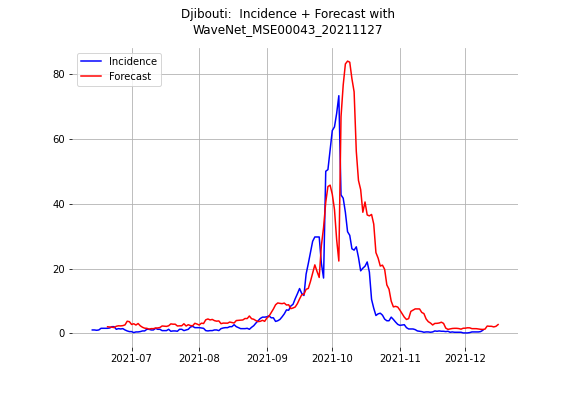 Djibouti:  Incidence + Forecast with
WaveNet_MSE00043_20211127
Incidence
Forecast
80
60
40
20
0
2021-07
2021-08
2021-09
2021-10
2021-11
2021-12